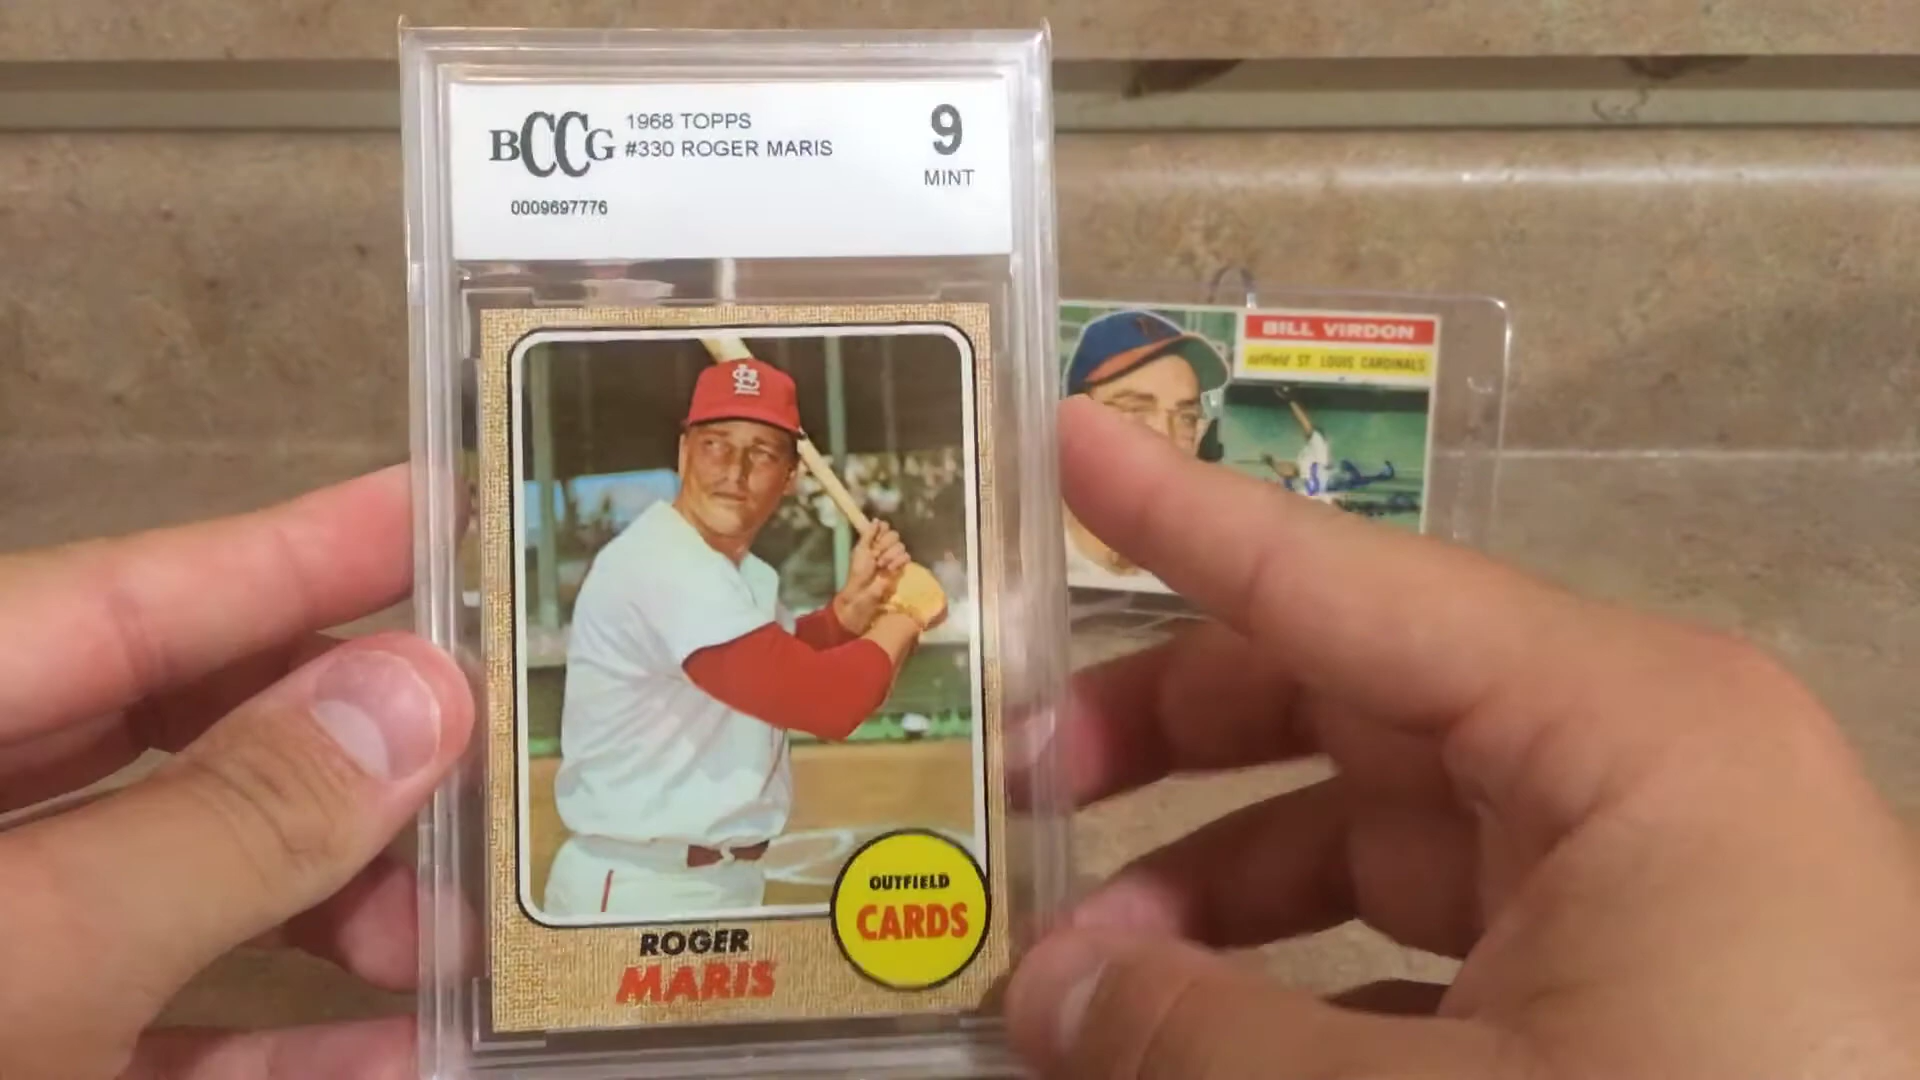 BCCG
1968 TOPPS
#330 ROGER MARIS
9
MINT
0009697776
BILL VIRDON
outfield ST. LOUIS CARDINALS
OUTFIELD
CARDS
ROGER
MARIS